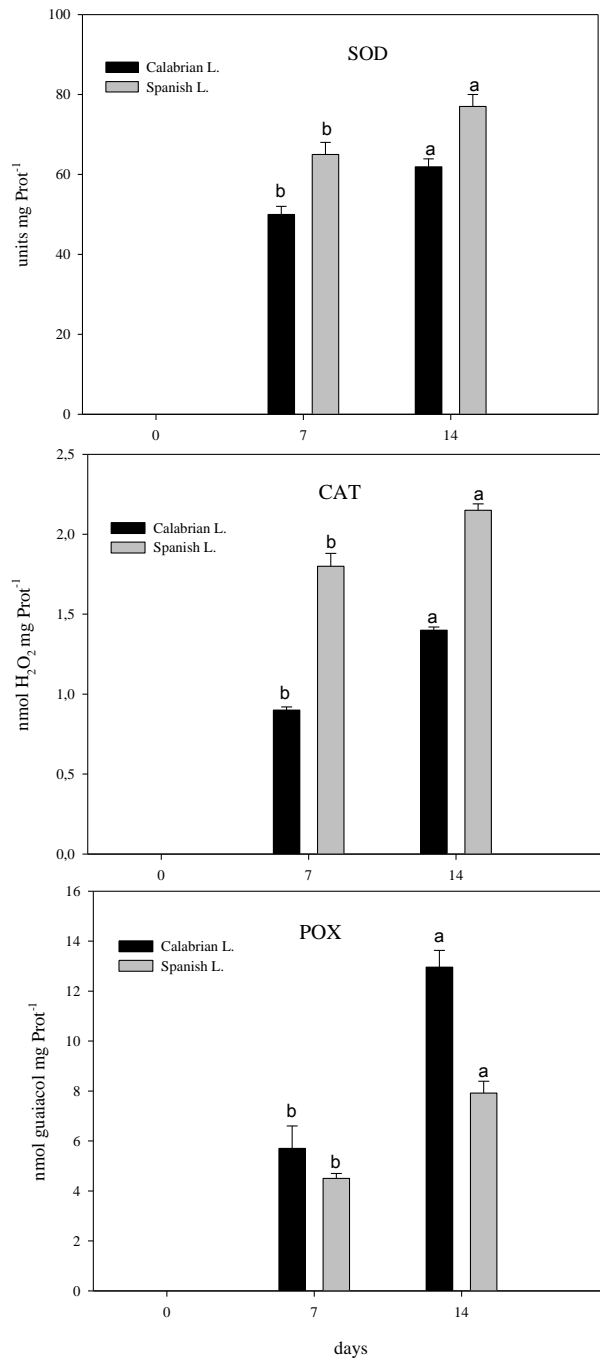 100
SOD
Calabrian L.
Spanish L.
80
60
40
20
0
units mg Prot⁻¹
b
b
a
a
0
7
14
2,5
CAT
Calabrian L.
Spanish L.
2,0
1,5
1,0
0,5
0,0
nmol H₂O₂ mg Prot⁻¹
b
b
a
a
0
7
14
16
POX
Calabrian L.
Spanish L.
14
12
10
8
6
4
2
0
nmol guaiacol mg Prot⁻¹
b
b
a
a
0
7
14
days